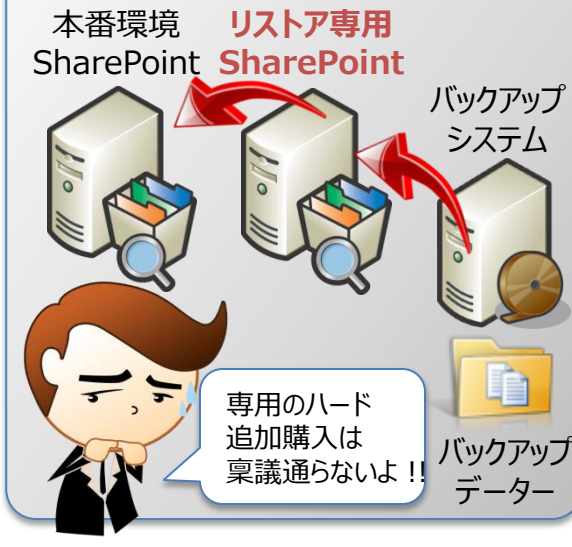 本番環境
SharePoint
リストア専用
SharePoint
バックアップ
システム
専用のハード
追加購入は
稟議通らないよ !!
バックアップ
データー